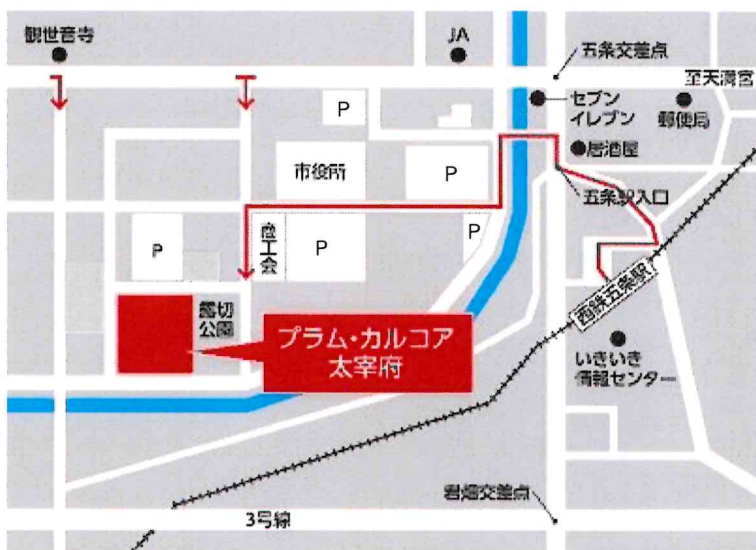 観世音寺
JA
五条交差点
至天満宮
セブン
イレブン
郵便局
P
居酒屋
市役所
P
五条駅入口
P
商工会
P
P
西鉄五条駅
舘切
公園
プラム・カルコア
太宰府
いきいき
情報センター
君畑交差点
3号線